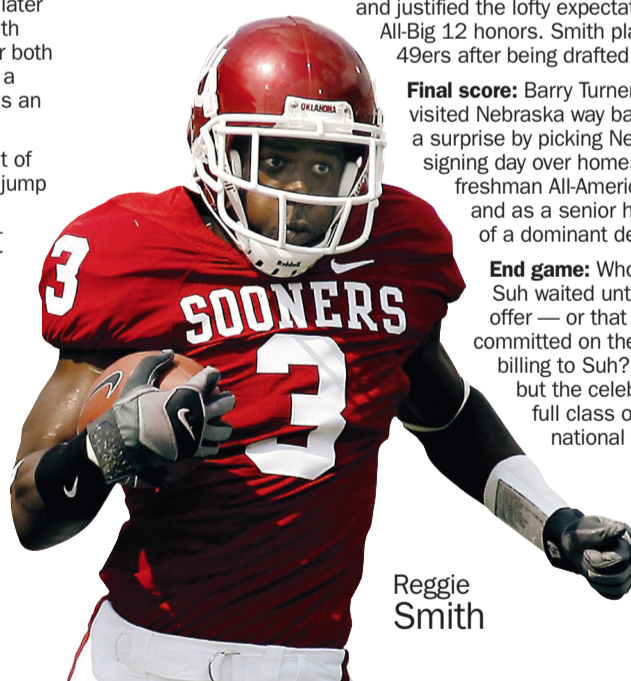 later
th
r both
a
s an
t of
jump
and justified the lofty expectat
All-Big 12 honors. Smith pla
49ers after being drafted
Final score: Barry Turner
visited Nebraska way ba
a surprise by picking Ne
signing day over home
freshman All-Americ
and as a senior h
of a dominant de
End game: Who
Suh waited unt
offer — or that
committed on the
billing to Suh?
but the celeb
full class o
national
OKLAHOMA
Riddell
3
SOONERS
3
Reggie
Smith